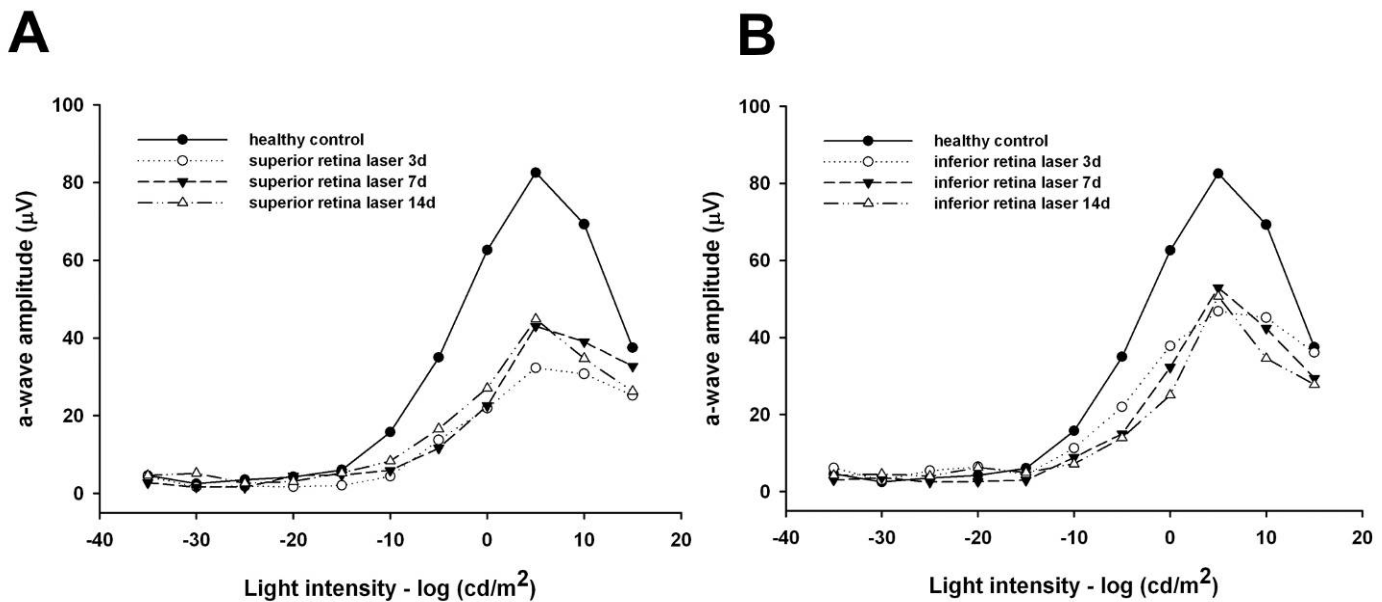 A
100
80
60
40
20
0
-40 -30 -20 -10 0 10 20
a-wave amplitude (μV)
Light intensity - log (cd/m²)
healthy control
superior retina laser 3d
superior retina laser 7d
superior retina laser 14d
B
100
80
60
40
20
0
-40 -30 -20 -10 0 10 20
a-wave amplitude (μV)
Light intensity - log (cd/m²)
healthy control
inferior retina laser 3d
inferior retina laser 7d
inferior retina laser 14d